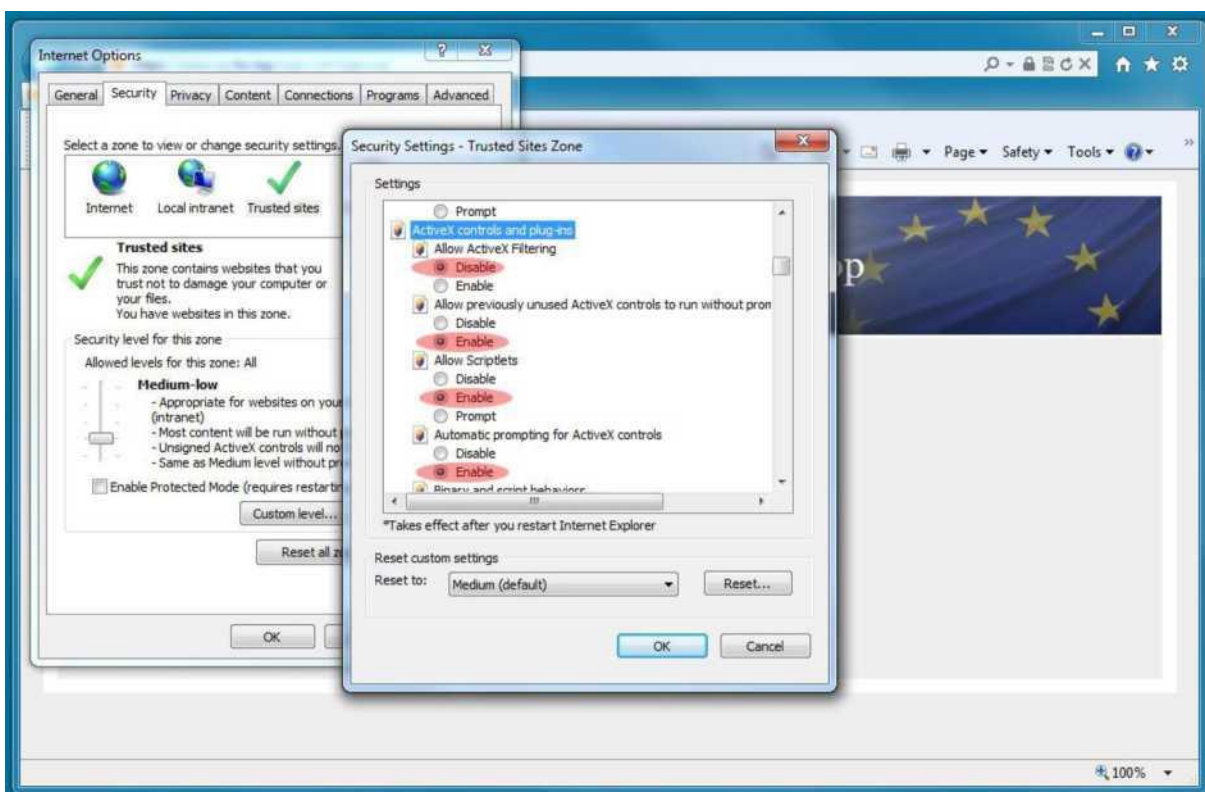 Internet Options
General Security Privacy Content Connections Programs Advanced
Select a zone to view or change security settings.
Internet Local intranet Trusted sites
Trusted sites
This zone contains websites that you
trust not to damage your computer or
your files.
You have websites in this zone.
Security level for this zone
Allowed levels for this zone: All
Medium-low
- Appropriate for websites on your
(intranet)
- Most content will be run without
- Unsigned ActiveX controls will
- Same as Medium level without
Enable Protected Mode (requires
Custom level...
Reset all
OK
Security Settings - Trusted Sites Zone
Settings
Prompt
ActiveX controls and plug-ins
Allow ActiveX Filtering
Disable
Enable
Allow previously unused ActiveX controls to run without prom
Disable
Enable
Allow Scriptlets
Disable
Enable
Prompt
Automatic prompting for ActiveX controls
Disable
Enable
Binary and script behaviors
*Takes effect after you restart Internet Explorer
Reset custom settings
Reset to: Medium (default) Reset...
OK Cancel
Page Safety Tools
p
100%